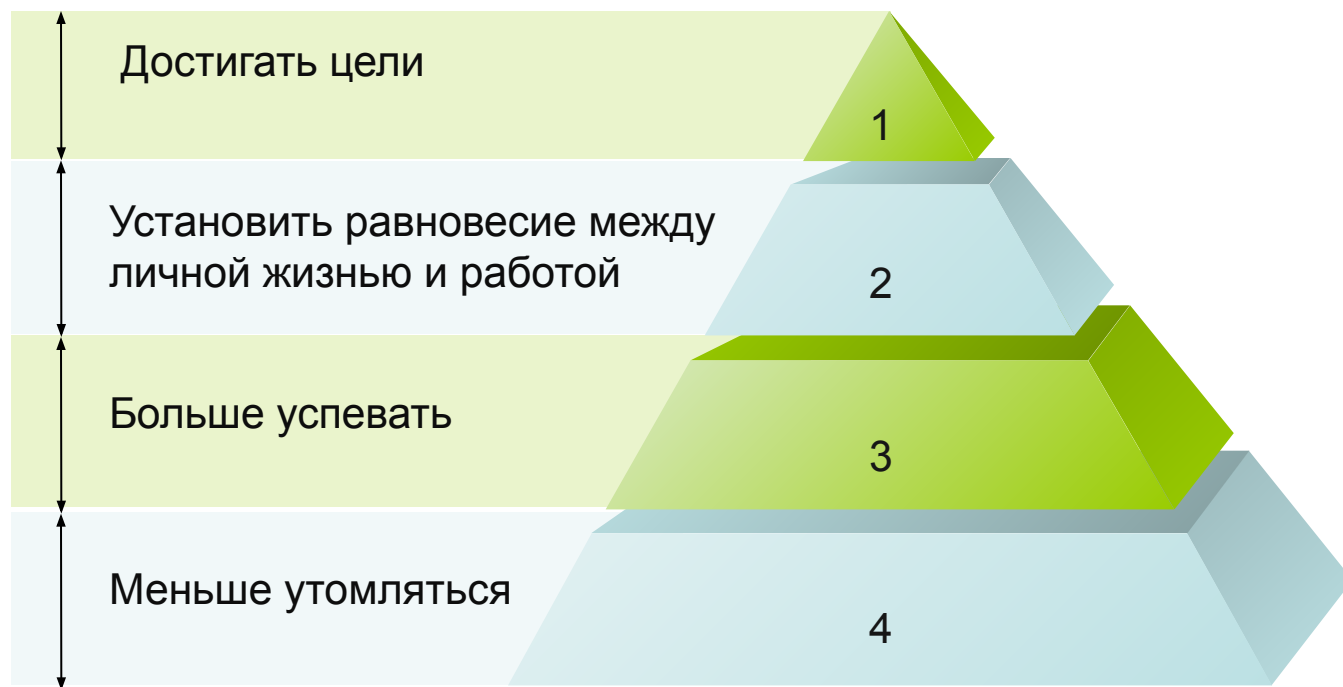 Достигать цели
1
Установить равновесие между
личной жизнью и работой
2
Больше успевать
3
Меньше утомляться
4